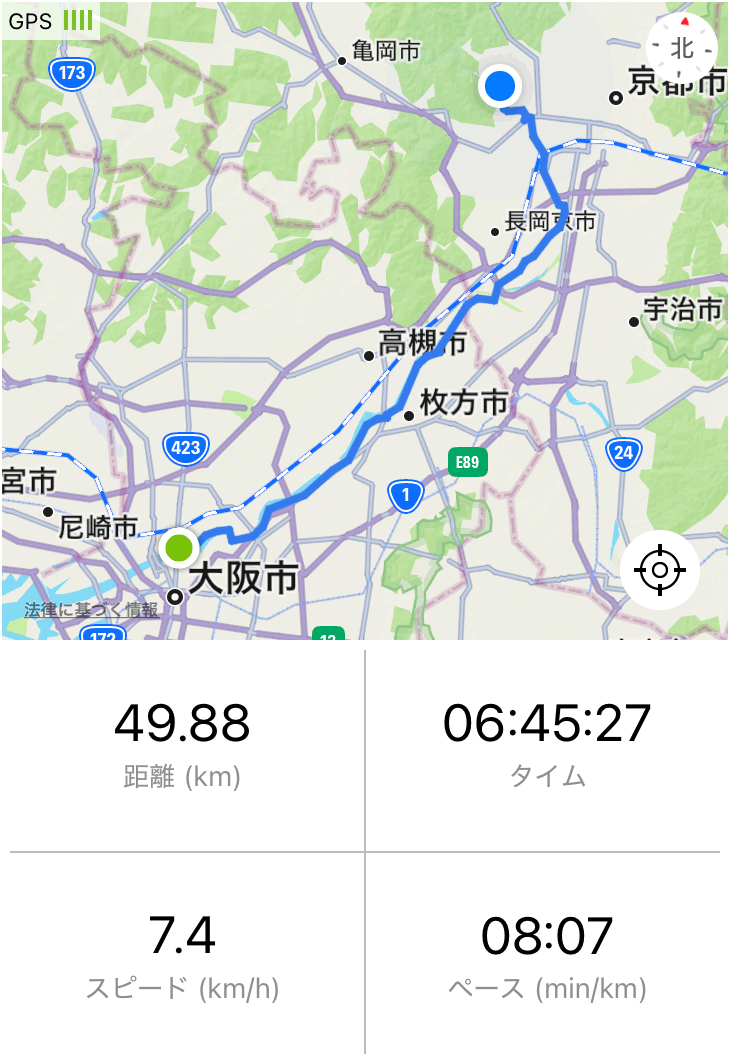 GPS
亀岡市
北
173
京都市
長岡京市
宇治市
高槻市
枚方市
423
E89
24
宮市
1
尼崎市
大阪市
法律に基づく情報
172
49.88
06:45:27
距離 (km)
タイム
7.4
08:07
スピード (km/h)
ペース (min/km)